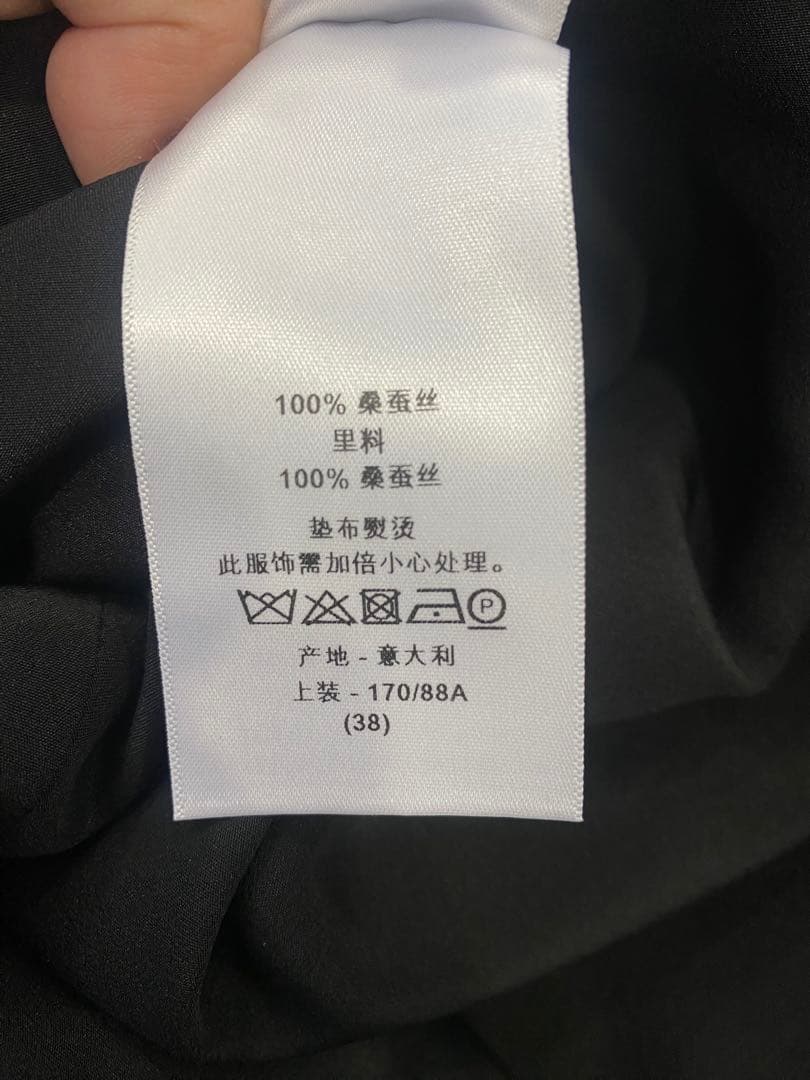 100% 桑蚕丝
里料
100% 桑蚕丝
垫布熨烫
此服饰需加倍小心处理。
P
产地 - 意大利
上装 - 170/88A
(38)